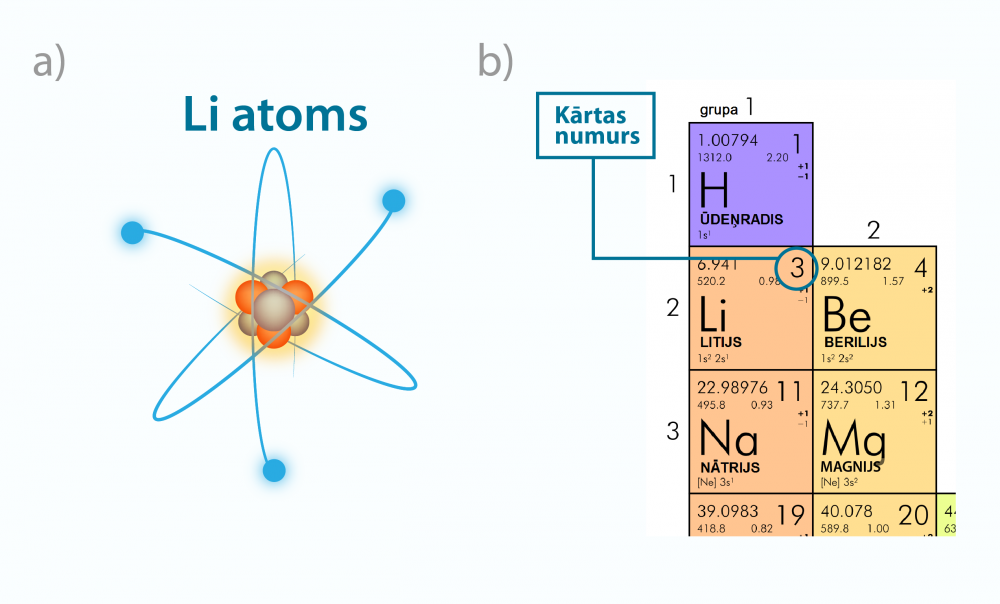 a)
Li atoms
b)
Kārtas
numurs
grupa 1
1.00794 1
1312.0 2.20
+1
-1
1
H
ŪDEŅRADIS
1s¹
2
6.941 3
520.2
-1
2
Li
LITIJS
1s² 2s¹
9.012182 4
899.5 1.57
+2
Be
BERILIJS
1s² 2s²
22.98976 11
495.8 0.93
+1
-1
3
Na
NĀTRIJS
[Ne] 3s¹
24.3050 12
737.7 1.31
+2
+1
Mg
MAGNIJS
[Ne] 3s²
39.0983 19
418.8 0.82
40.078 20
589.8 1.00